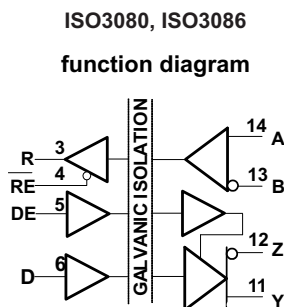 ISO3080, ISO3086
function diagram
GALVANIC ISOLATION
R 3
RE 4
DE 5
D 6
14 A
13 B
12 Z
11 Y